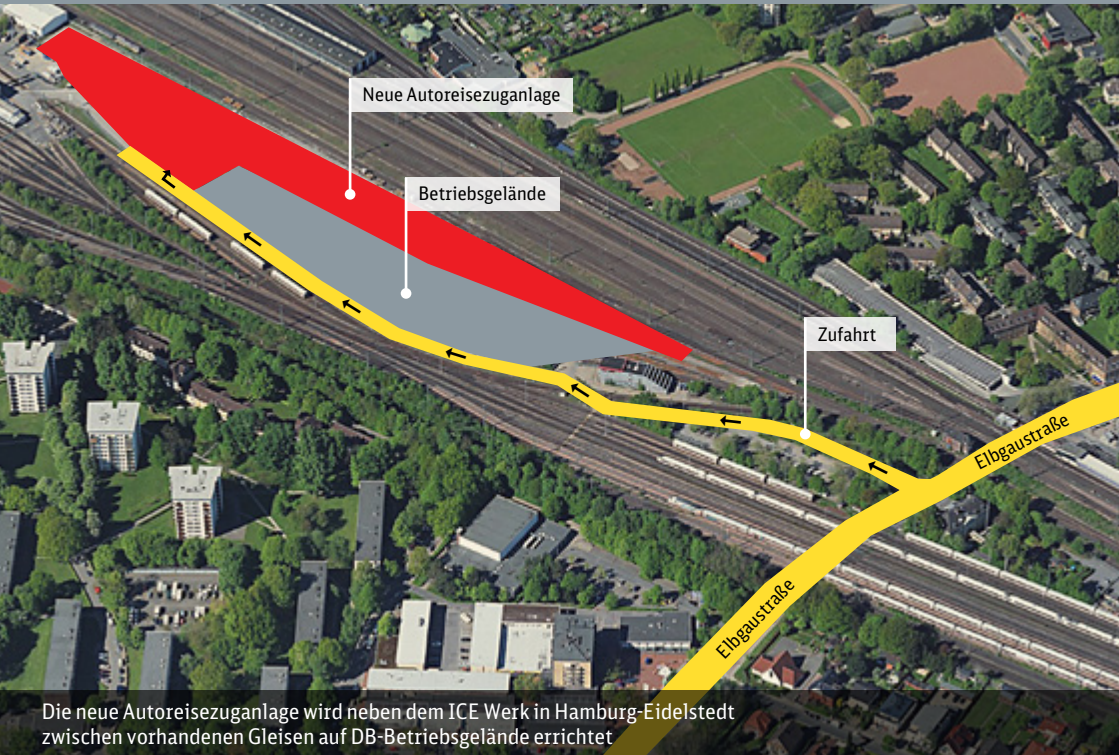 Neue Autoreisezuganlage
Betriebsgelände
Zufahrt
Elbgaustraße
Elbgaustraße
Die neue Autoreisezuganlage wird neben dem ICE Werk in Hamburg-Eidelstedt
zwischen vorhandenen Gleisen auf DB-Betriebsgelände errichtet